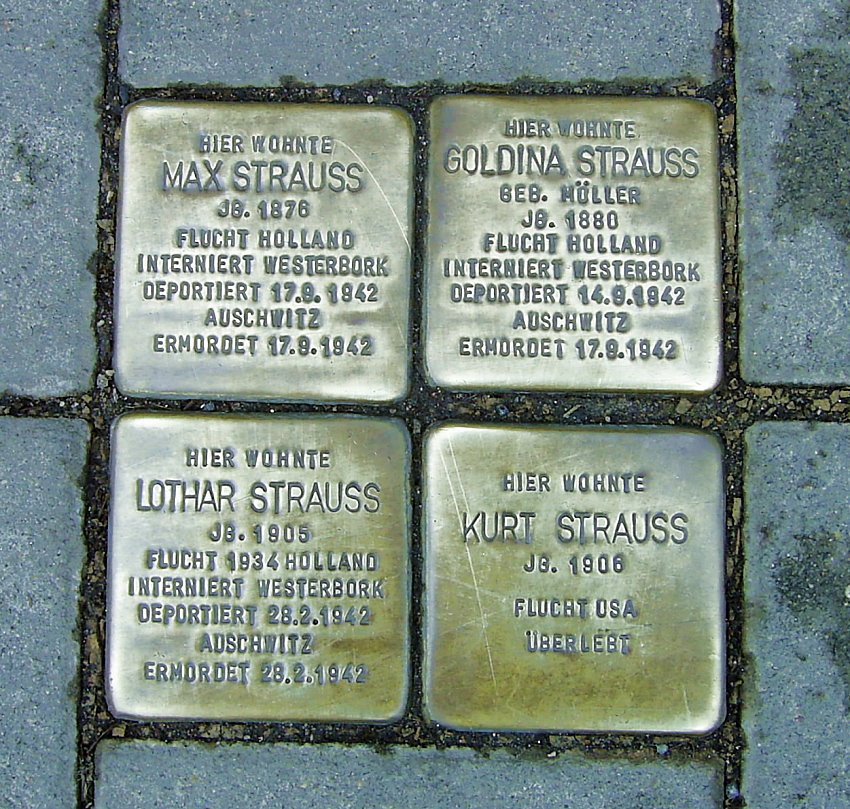 HIER WOHNTE
MAX STRAUSS
JG. 1876
FLUCHT HOLLAND
INTERNIERT WESTERBORK
DEPORTIERT 17.9.1942
AUSCHWITZ
ERMORDET 17.9.1942
HIER WOHNTE
GOLDINA STRAUSS
GEB. MÜLLER
JG. 1880
FLUCHT HOLLAND
INTERNIERT WESTERBORK
DEPORTIERT 14.9.1942
AUSCHWITZ
ERMORDET 17.9.1942
HIER WOHNTE
LOTHAR STRAUSS
JG. 1905
FLUCHT 1934 HOLLAND
INTERNIERT WESTERBORK
DEPORTIERT 28.2.1942
AUSCHWITZ
ERMORDET 28.2.1942
HIER WOHNTE
KURT STRAUSS
JG. 1906
FLUCHT USA
ÜBERLEBT